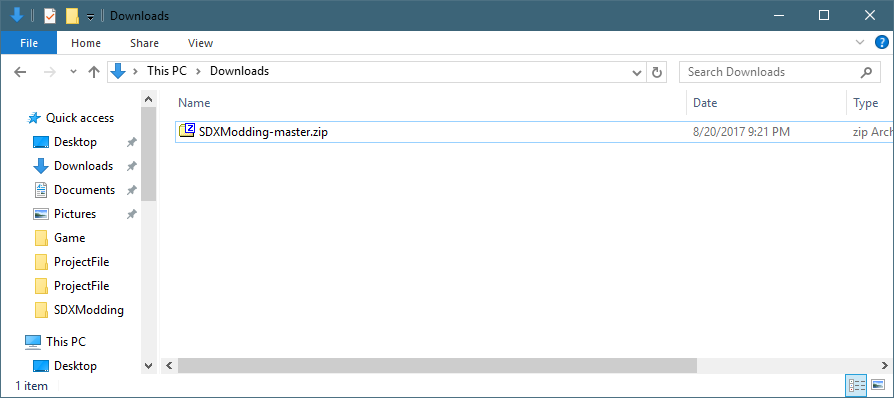 Downloads
File Home Share View
This PC Downloads Search Downloads
Name Date Type
Quick access
SDXModding-master.zip 8/20/2017 9:21 PM zip Arch
Desktop
Downloads
Documents
Pictures
Game
ProjectFile
ProjectFile
SDXModding
This PC
Desktop
1 item